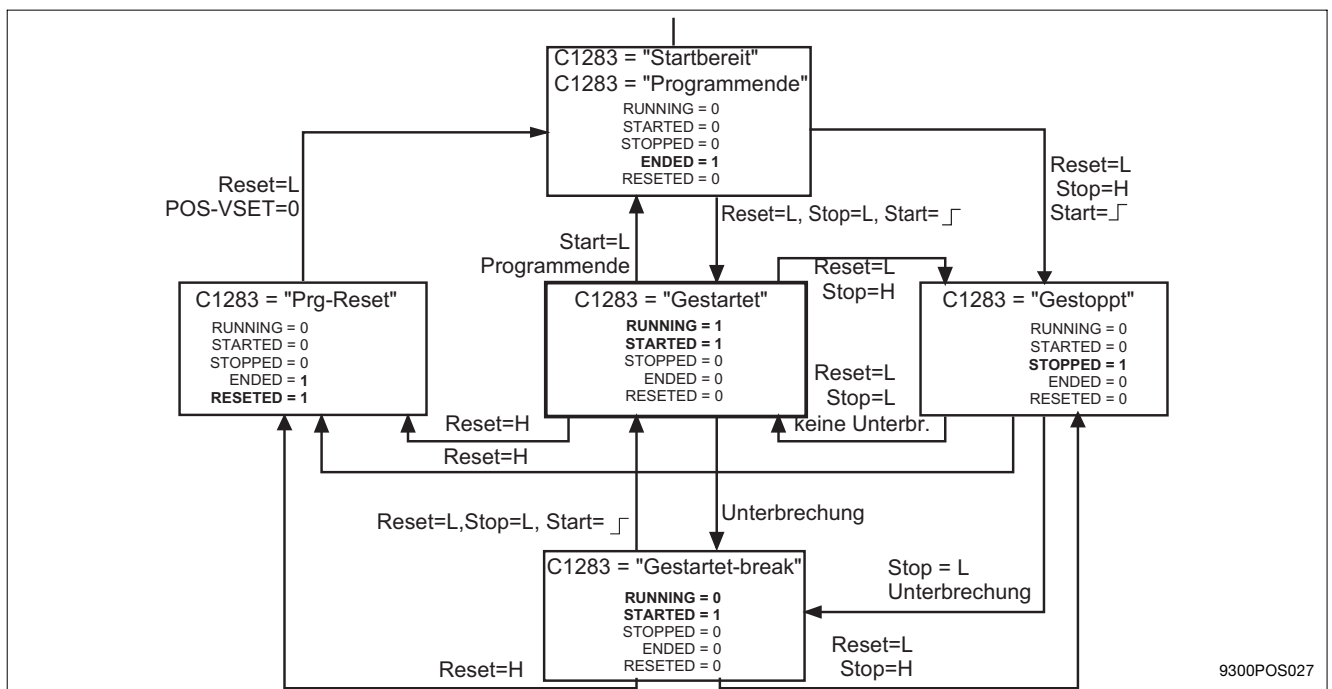 C1283 = "Startbereit"
C1283 = "Programmende"
RUNNING = 0
STARTED = 0
STOPPED = 0
ENDED = 1
RESETED = 0
Reset=L
POS-VSET=0
Reset=L
Stop=H
Start=
Reset=L, Stop=L, Start=
Start=L
Programmende
Reset=L
Stop=H
C1283 = "Prg-Reset"
RUNNING = 0
STARTED = 0
STOPPED = 0
ENDED = 1
RESETED = 1
C1283 = "Gestartet"
RUNNING = 1
STARTED = 1
STOPPED = 0
ENDED = 0
RESETED = 0
C1283 = "Gestoppt"
RUNNING = 0
STARTED = 0
STOPPED = 1
ENDED = 0
RESETED = 0
Reset=L
Stop=L
keine Unterbr.
Reset=H
Reset=H
Reset=L,Stop=L, Start=
Unterbrechung
C1283 = "Gestartet-break"
RUNNING = 0
STARTED = 1
STOPPED = 0
ENDED = 0
RESETED = 0
Stop = L
Unterbrechung
Reset=H
Reset=L
Stop=H
9300POS027